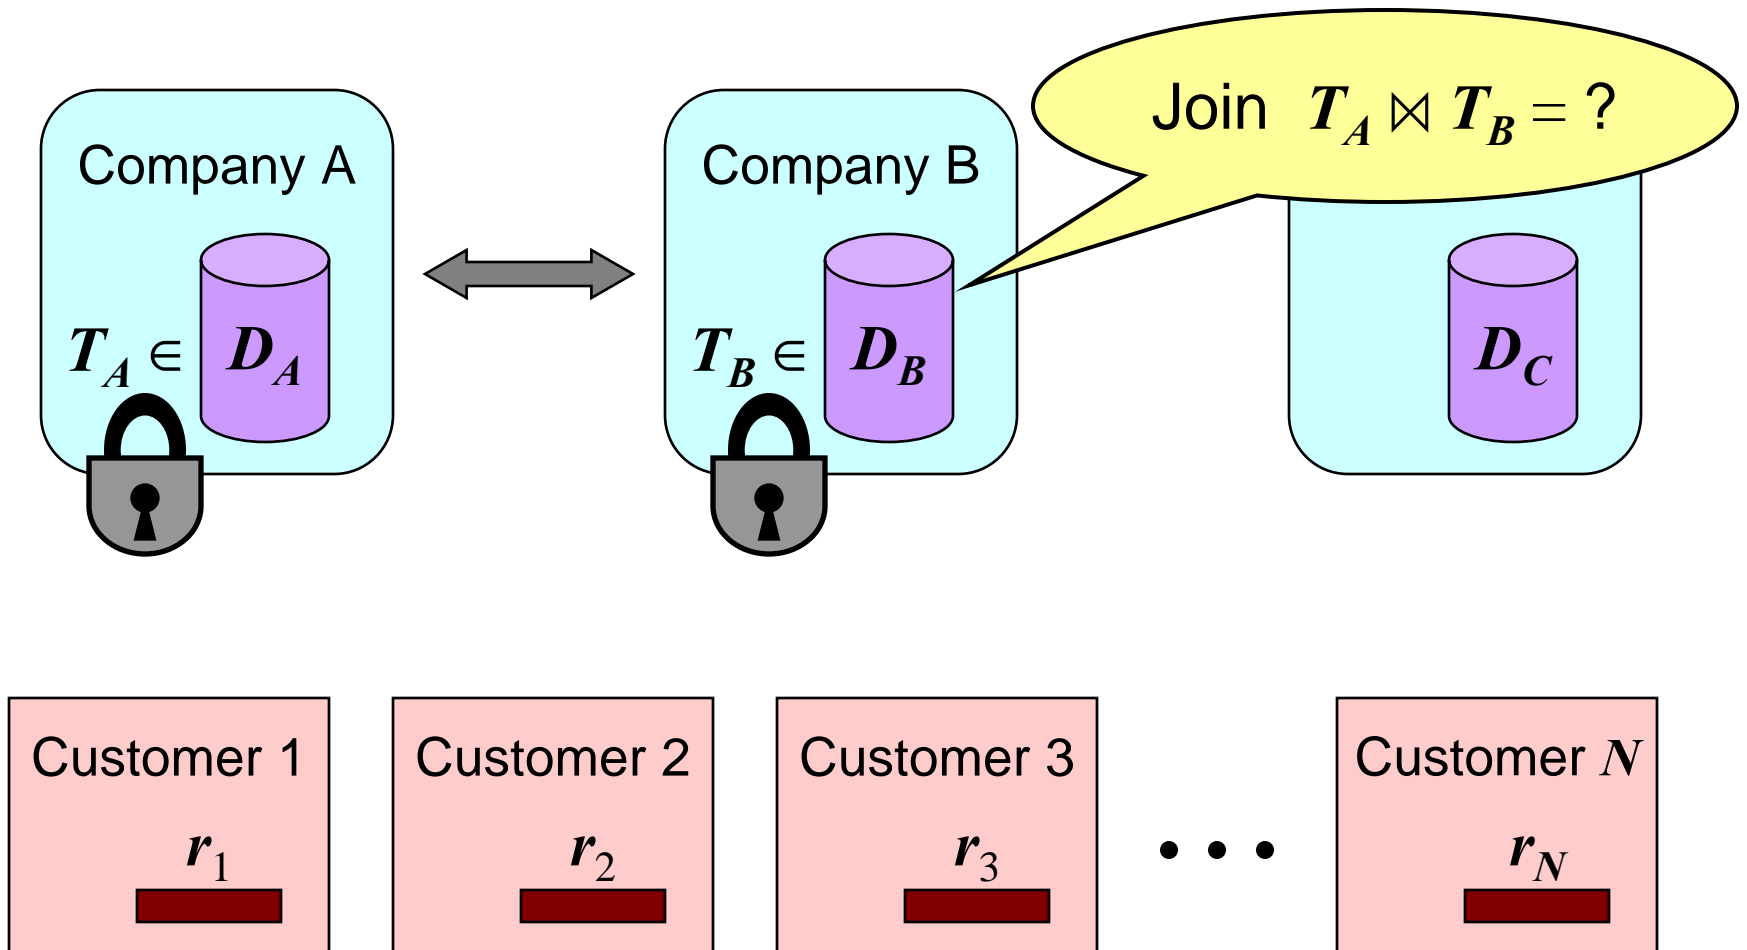 Join T_A ⋈ T_B = ?
Company A
Company B
T_A ∈ D_A
T_B ∈ D_B
D_C
Customer 1
Customer 2
Customer 3
Customer N
r_1
r_2
r_3
• • •
r_N